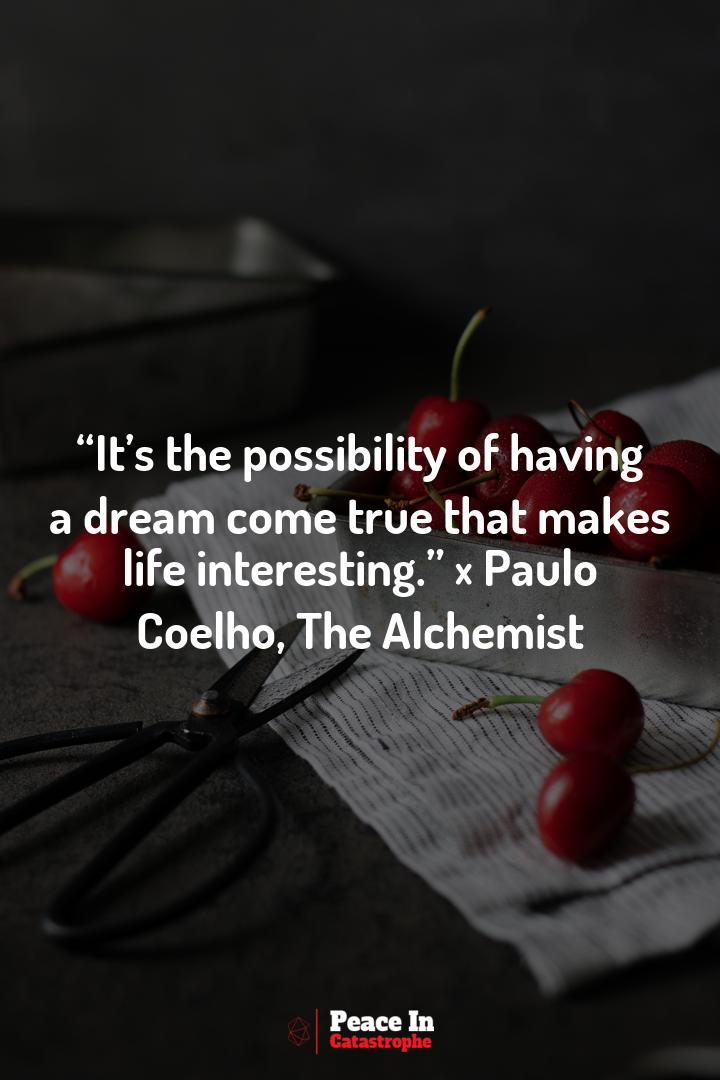 “It’s the possibility of having
a dream come true that makes
life interesting.” x Paulo
Coelho, The Alchemist
Peace In
Catastrophe